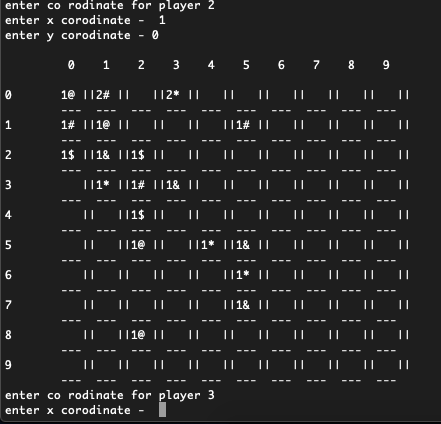 enter co rodinate for player 2
enter x corodinate -  1
enter y corodinate - 0
0   1   2   3   4   5   6   7   8   9
0       1@ ||2# ||   ||2* ||   ||   ||   ||   ||   ||   ||
---  ---  ---  ---  ---  ---  ---  ---  ---  ---
1       1# ||1@ ||   ||   ||   ||1# ||   ||   ||   ||   ||
---  ---  ---  ---  ---  ---  ---  ---  ---  ---
2       1$ ||1& ||1$ ||   ||   ||   ||   ||   ||   ||   ||
---  ---  ---  ---  ---  ---  ---  ---  ---  ---
3          ||1* ||1# ||1& ||   ||   ||   ||   ||   ||   ||
---  ---  ---  ---  ---  ---  ---  ---  ---  ---
4          ||   ||1$ ||   ||   ||   ||   ||   ||   ||   ||
---  ---  ---  ---  ---  ---  ---  ---  ---  ---
5          ||   ||1@ ||   ||1* ||1& ||   ||   ||   ||   ||
---  ---  ---  ---  ---  ---  ---  ---  ---  ---
6          ||   ||   ||   ||   ||1* ||   ||   ||   ||   ||
---  ---  ---  ---  ---  ---  ---  ---  ---  ---
7          ||   ||   ||   ||   ||1& ||   ||   ||   ||   ||
---  ---  ---  ---  ---  ---  ---  ---  ---  ---
8          ||   ||1@ ||   ||   ||   ||   ||   ||   ||   ||
---  ---  ---  ---  ---  ---  ---  ---  ---  ---
9          ||   ||   ||   ||   ||   ||   ||   ||   ||   ||
---  ---  ---  ---  ---  ---  ---  ---  ---  ---
enter co rodinate for player 3
enter x corodinate -